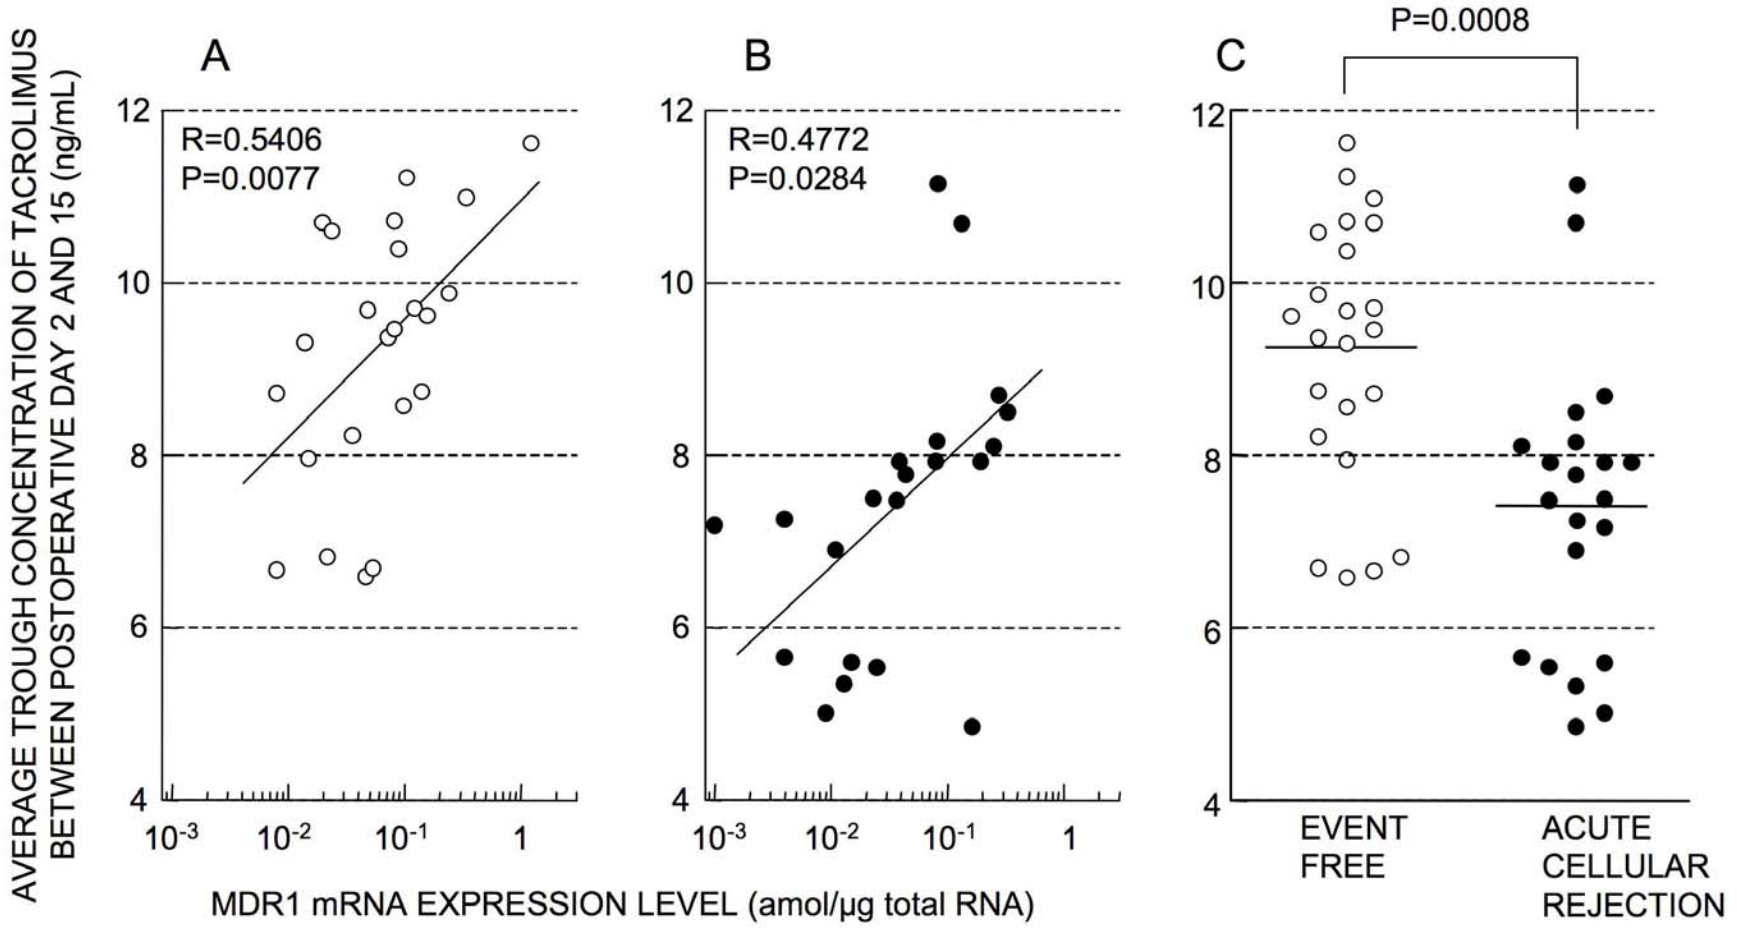 AVERAGE TROUGH CONCENTRATION OF TACROLIMUS
BETWEEN POSTOPERATIVE DAY 2 AND 15 (ng/mL)
A
R=0.5406
P=0.0077
12
10
8
6
4
10⁻³ 10⁻² 10⁻¹ 1
B
R=0.4772
P=0.0284
12
10
8
6
4
10⁻³ 10⁻² 10⁻¹ 1
MDR1 mRNA EXPRESSION LEVEL (amol/μg total RNA)
C
P=0.0008
12
10
8
6
4
EVENT
FREE
ACUTE
CELLULAR
REJECTION